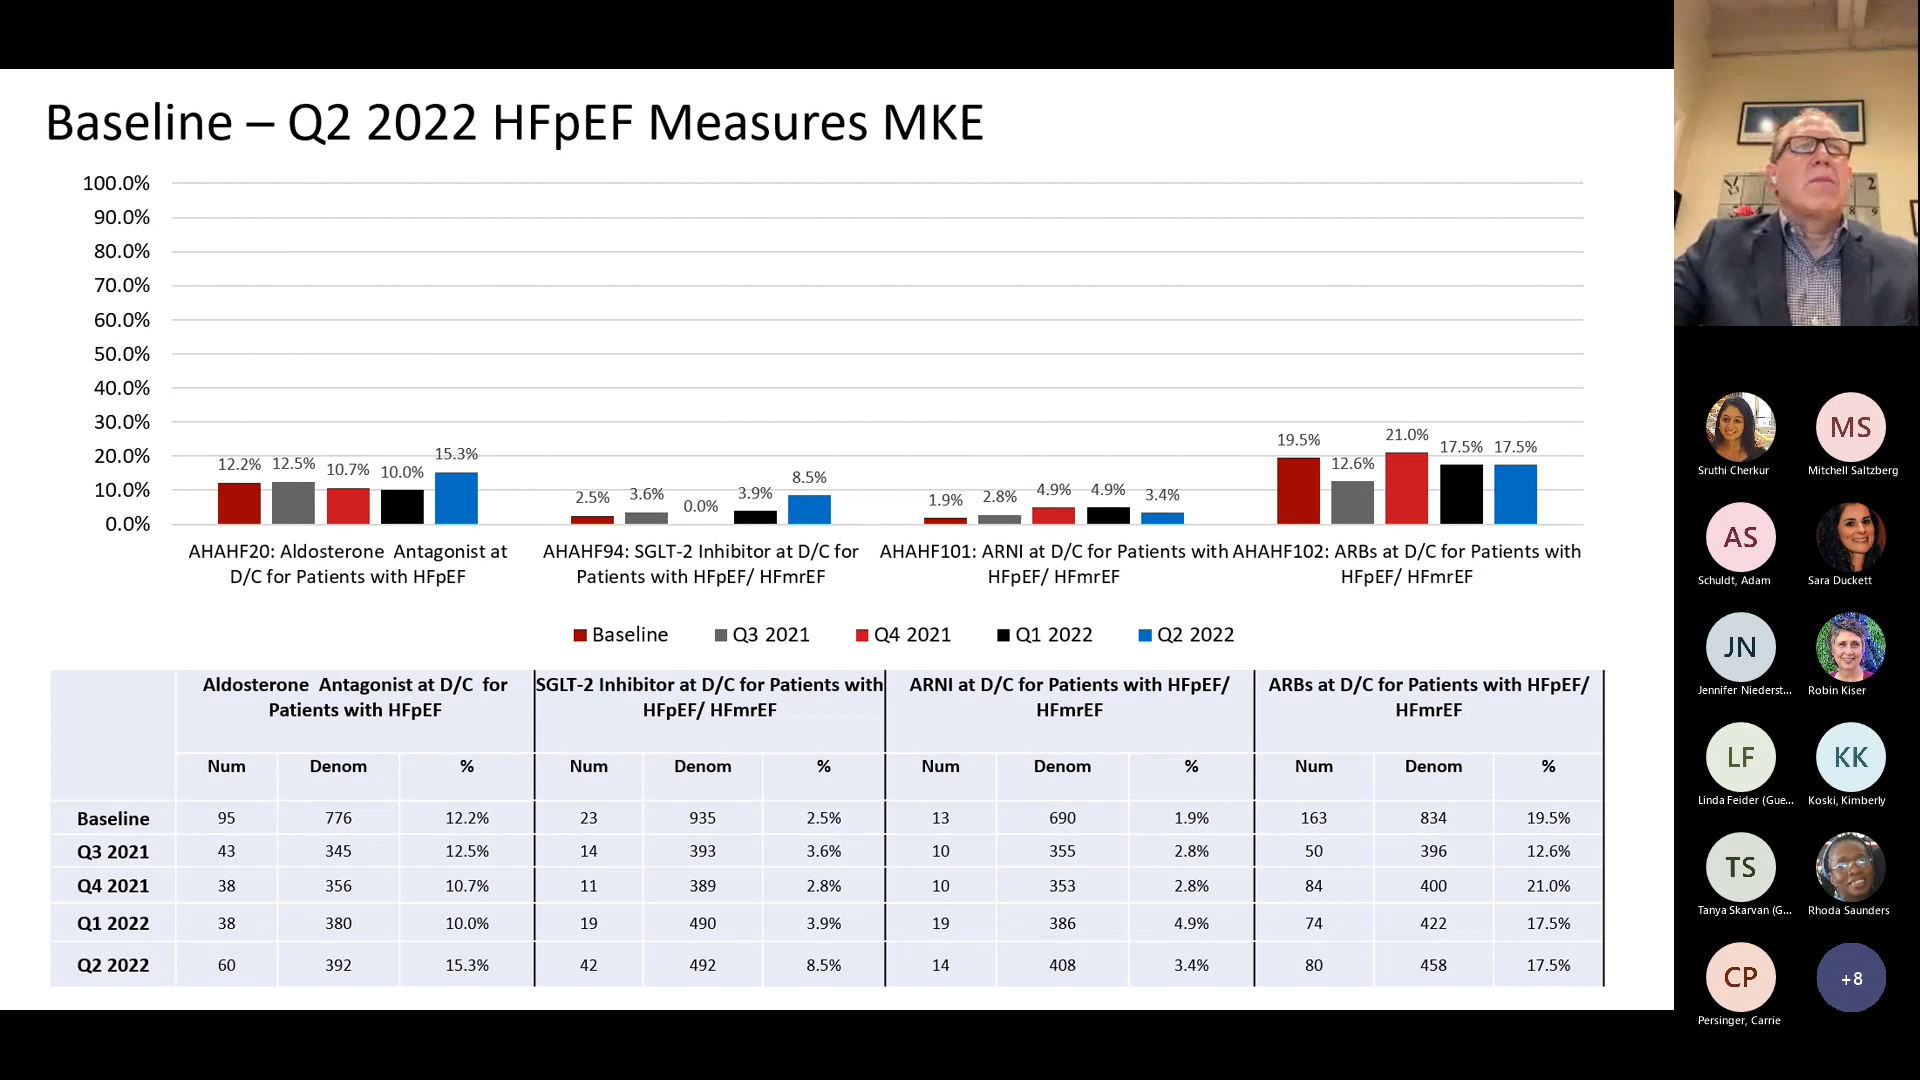 Baseline – Q2 2022 HFpEF Measures MKE
100.0%
90.0%
80.0%
70.0%
60.0%
50.0%
40.0%
30.0%
20.0%
10.0%
0.0%
12.2% 12.5% 10.7% 10.0% 15.3%
2.5% 3.6% 0.0% 3.9% 8.5%
1.9% 2.8% 4.9% 4.9% 3.4%
19.5% 12.6% 21.0% 17.5% 17.5%
AHAHF20: Aldosterone Antagonist at
D/C for Patients with HFpEF
AHAHF94: SGLT-2 Inhibitor at D/C for
Patients with HFpEF/ HFmrEF
AHAHF101: ARNI at D/C for Patients with
HFpEF/ HFmrEF
AHAHF102: ARBs at D/C for Patients with
HFpEF/ HFmrEF
Baseline Q3 2021 Q4 2021 Q1 2022 Q2 2022
Aldosterone Antagonist at D/C for
Patients with HFpEF
SGLT-2 Inhibitor at D/C for Patients with
HFpEF/ HFmrEF
ARNI at D/C for Patients with HFpEF/
HFmrEF
ARBs at D/C for Patients with HFpEF/
HFmrEF
Num Denom % Num Denom % Num Denom % Num Denom %
Baseline 95 776 12.2% 23 935 2.5% 13 690 1.9% 163 834 19.5%
Q3 2021 43 345 12.5% 14 393 3.6% 10 355 2.8% 50 396 12.6%
Q4 2021 38 356 10.7% 11 389 2.8% 10 353 2.8% 84 400 21.0%
Q1 2022 38 380 10.0% 19 490 3.9% 19 386 4.9% 74 422 17.5%
Q2 2022 60 392 15.3% 42 492 8.5% 14 408 3.4% 80 458 17.5%
2
8 9
MS
Sruthi Cherkur Mitchell Saltzberg
AS
Schuldt, Adam Sara Duckett
JN
Jennifer Niederst... Robin Kiser
LF KK
Linda Feider (Gue... Koski, Kimberly
TS
Tanya Skarvan (G... Rhoda Saunders
CP +8
Persinger, Carrie